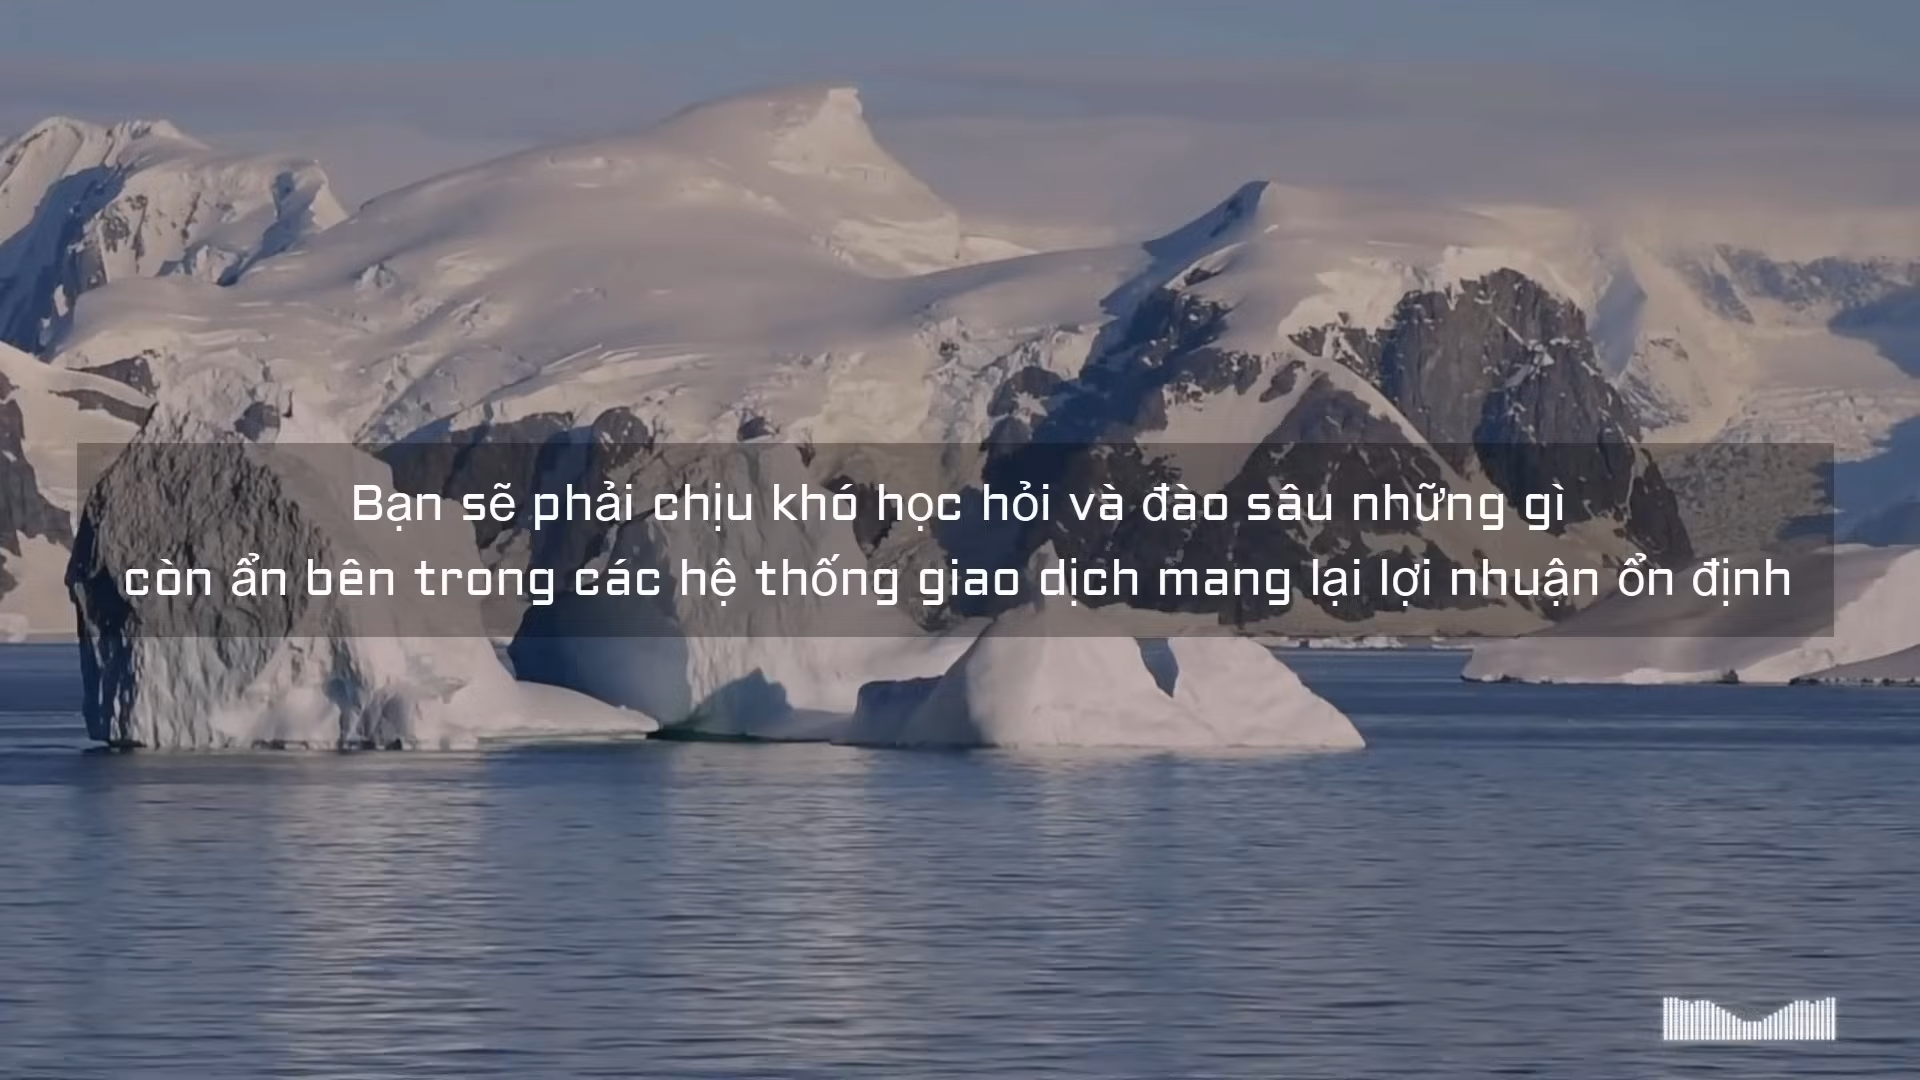 Bạn sẽ phải chịu khó học hỏi và đào sâu những gì
còn ẩn bên trong các hệ thống giao dịch mang lại lợi nhuận ổn định